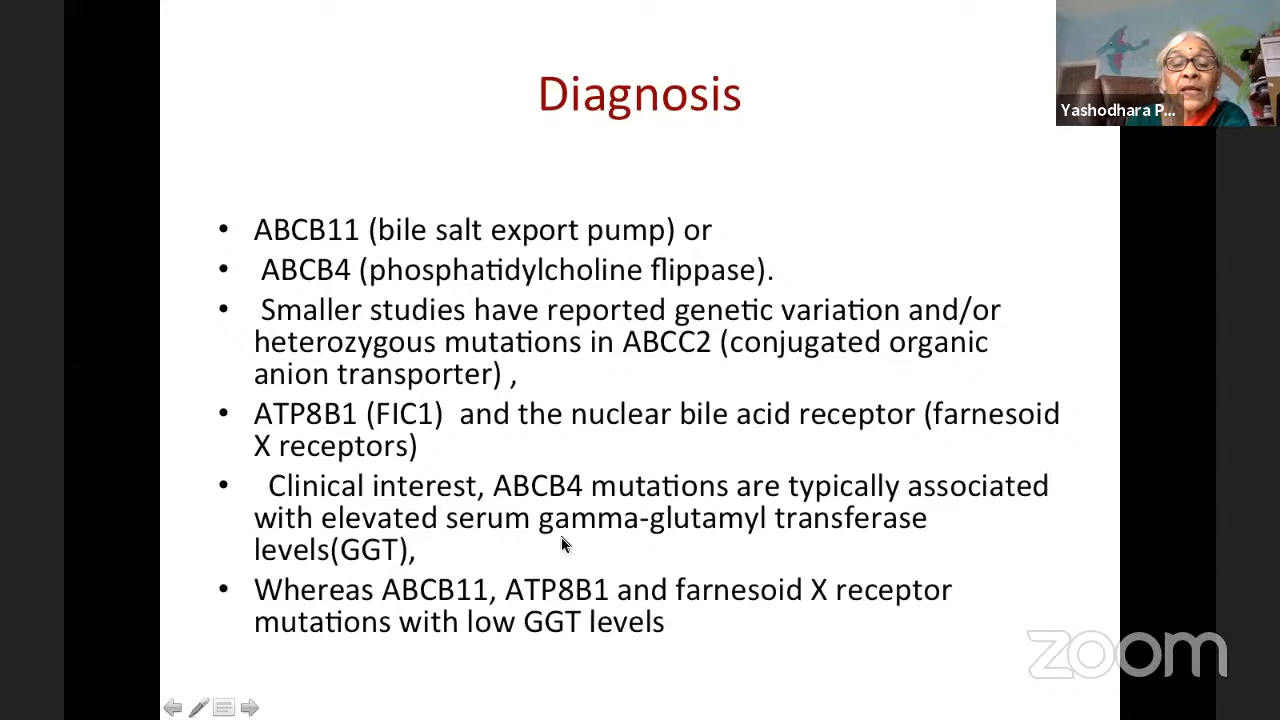 Diagnosis
Yashodhara P...
• ABCB11 (bile salt export pump) or
• ABCB4 (phosphatidylcholine flippase).
• Smaller studies have reported genetic variation and/or
heterozygous mutations in ABCC2 (conjugated organic
anion transporter) ,
• ATP8B1 (FIC1) and the nuclear bile acid receptor (farnesoid
X receptors)
• Clinical interest, ABCB4 mutations are typically associated
with elevated serum gamma-glutamyl transferase
levels(GGT),
• Whereas ABCB11, ATP8B1 and farnesoid X receptor
mutations with low GGT levels
zoom